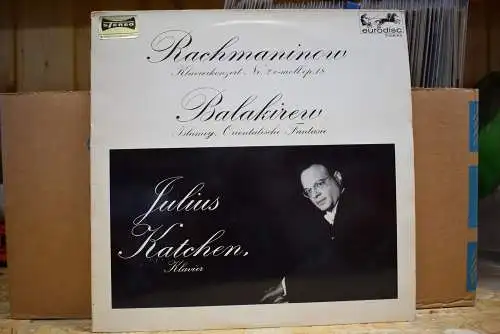 STEREO
eurodisc
Rachmaninow
Klavierkonzert Nr. 2 c-moll op. 18
Balakirew
Islamey, Orientalische Fantasie
Julius
Katchen,
Klavier